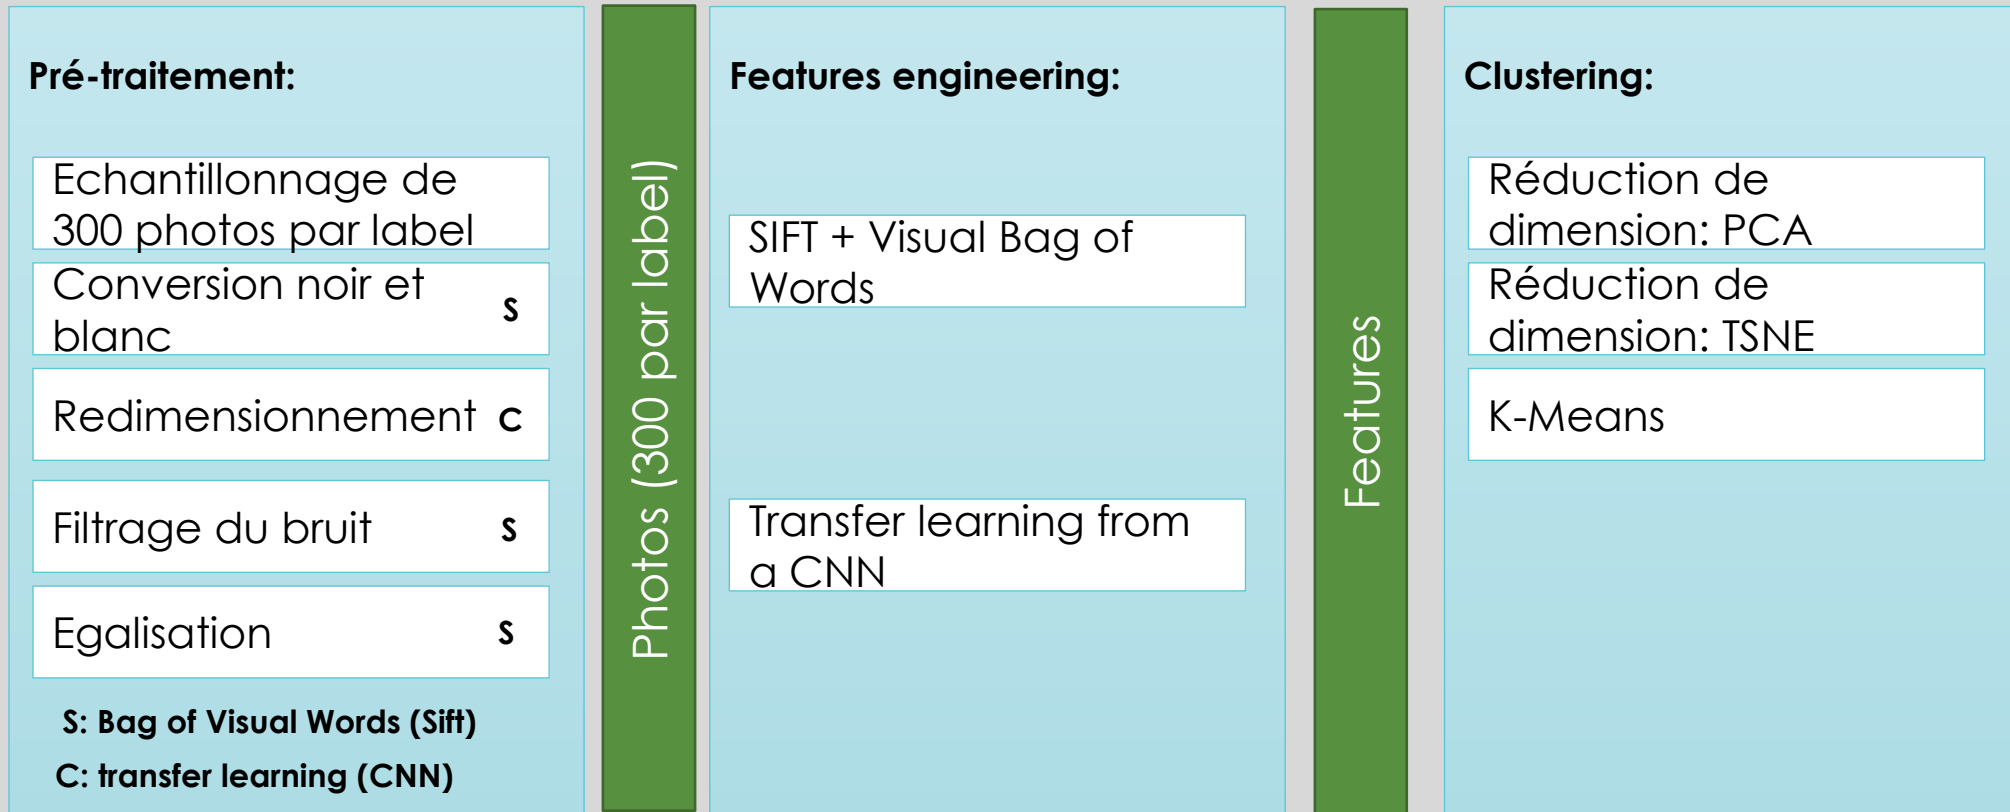 Pré-traitement:
Echantillonnage de
300 photos par label
Conversion noir et
blanc
S
Redimensionnement C
Filtrage du bruit S
Egalisation S
S: Bag of Visual Words (Sift)
C: transfer learning (CNN)
Photos (300 par label)
Features engineering:
SIFT + Visual Bag of
Words
Transfer learning from
a CNN
Features
Clustering:
Réduction de
dimension: PCA
Réduction de
dimension: TSNE
K-Means